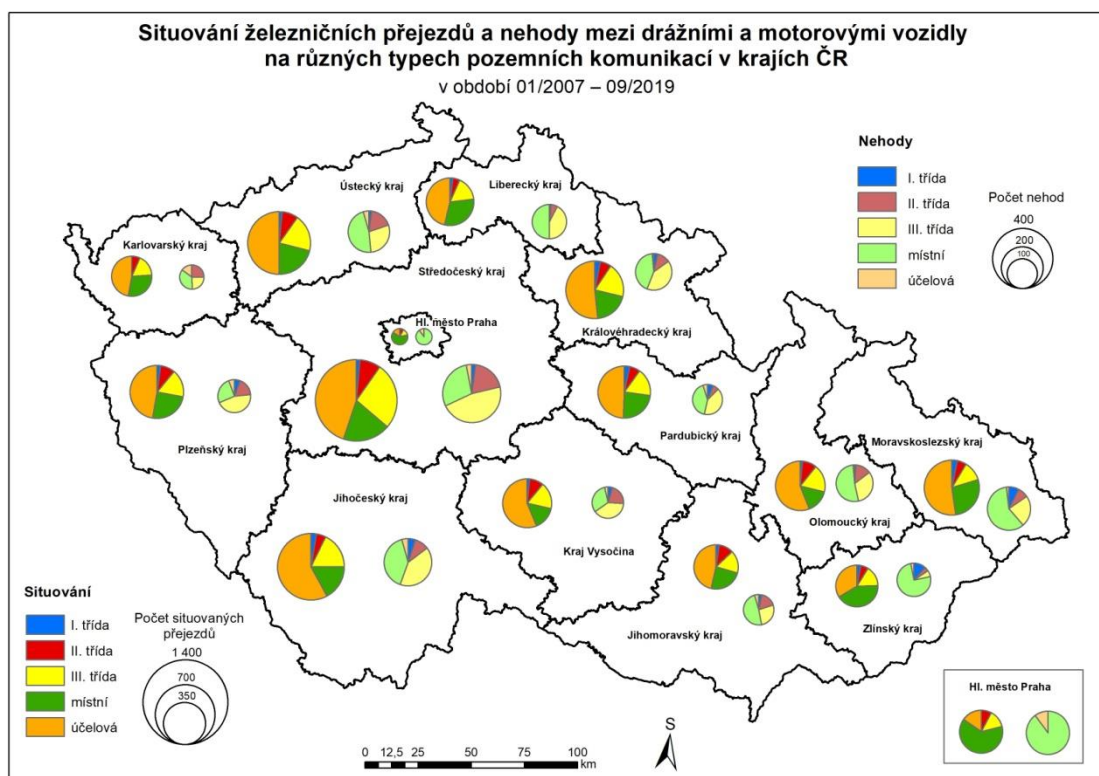 Situování železničních přejezdů a nehody mezi drážními a motorovými vozidly
na různých typech pozemních komunikací v krajích ČR
v období 01/2007 – 09/2019
Nehody
I. třída
II. třída
III. třída
místní
účelová
Počet nehod
400
200
100
Ústecký kraj
Liberecký kraj
Karlovarský kraj
Středočeský kraj
Hl. město Praha
Královéhradecký kraj
Plzeňský kraj
Pardubický kraj
Moravskoslezský kraj
Jihočeský kraj
Olomoucký kraj
Kraj Vysočina
Jihomoravský kraj
Zlínský kraj
Situování
I. třída
II. třída
III. třída
místní
účelová
Počet situovaných
přejezdů
1 400
700
350
Hl. město Praha
S
0 12,5 25 50 75 100
km